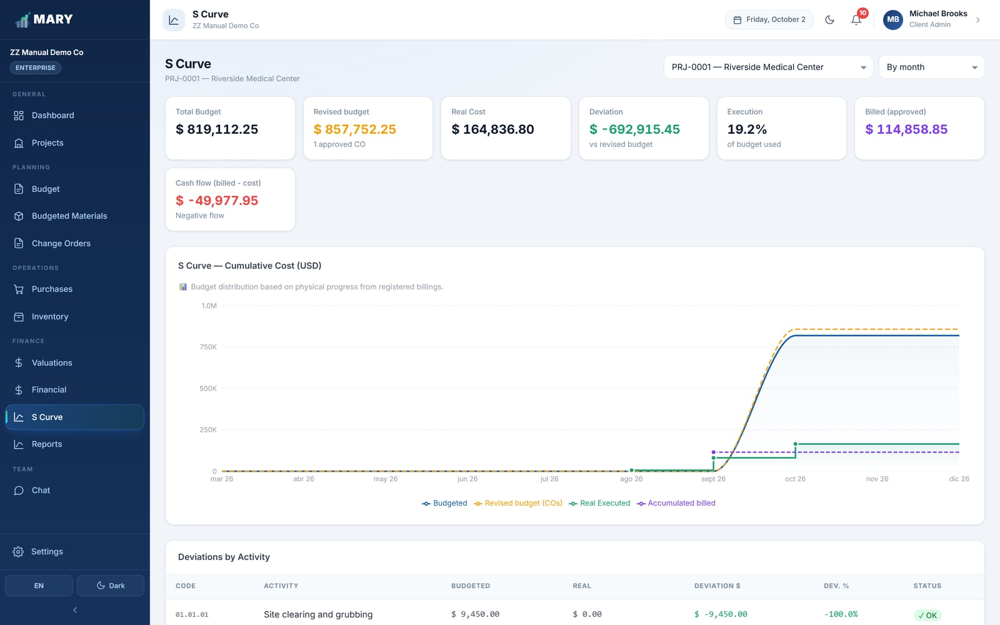 MARY
ZZ Manual Demo Co
ENTERPRISE
GENERAL
Dashboard
Projects
PLANNING
Budget
Budgeted Materials
Change Orders
OPERATIONS
Purchases
Inventory
FINANCE
Valuations
Financial
S Curve
Reports
TEAM
Chat
Settings
EN
Dark
S Curve
ZZ Manual Demo Co
Friday, October 2
10
MB
Michael Brooks
Client Admin
S Curve
PRJ-0001 — Riverside Medical Center
PRJ-0001 — Riverside Medical Center
By month
Total Budget
$ 819,112.25
Revised budget
$ 857,752.25
1 approved CO
Real Cost
$ 164,836.80
Deviation
$ -692,915.45
vs revised budget
Execution
19.2%
of budget used
Billed (approved)
$ 114,858.85
Cash flow (billed - cost)
$ -49,977.95
Negative flow
S Curve — Cumulative Cost (USD)
Budget distribution based on physical progress from registered billings.
1.0M
750K
500K
250K
0
mar 26 abr 26 may 26 jun 26 jul 26 ago 26 sept 26 oct 26 nov 26 dic 26
Budgeted Revised budget (COs) Real Executed Accumulated billed
Deviations by Activity
CODE ACTIVITY BUDGETED REAL DEVIATION $ DEV. % STATUS
01.01.01 Site clearing and grubbing $ 9,450.00 $ 0.00 $ -9,450.00 -100.0% ✓ OK